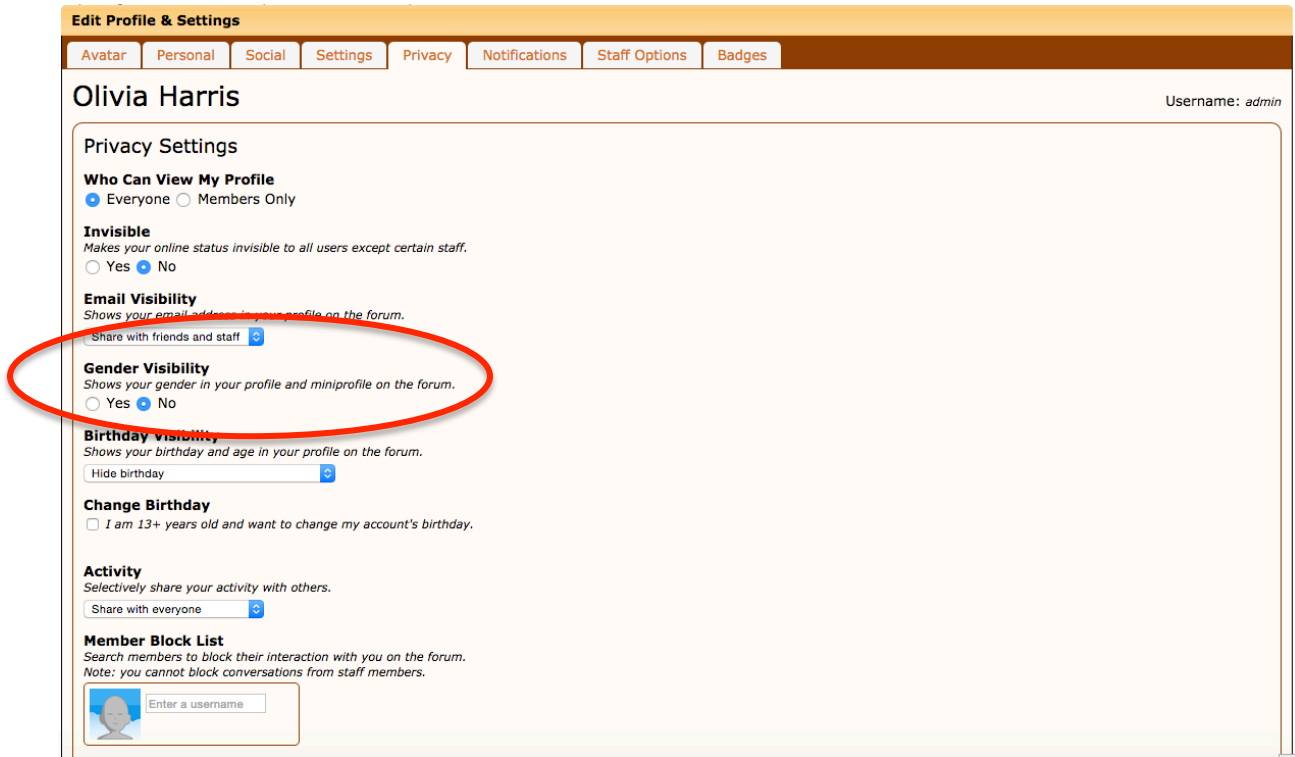 Edit Profile & Settings
Avatar Personal Social Settings Privacy Notifications Staff Options Badges
Olivia Harris
Username: admin
Privacy Settings
Who Can View My Profile
Everyone Members Only
Invisible
Makes your online status invisible to all users except certain staff.
Yes No
Email Visibility
Shows your email address in your profile on the forum.
Share with friends and staff
Gender Visibility
Shows your gender in your profile and miniprofile on the forum.
Yes No
Birthday Visibility
Shows your birthday and age in your profile on the forum.
Hide birthday
Change Birthday
I am 13+ years old and want to change my account's birthday.
Activity
Selectively share your activity with others.
Share with everyone
Member Block List
Search members to block their interaction with you on the forum.
Note: you cannot block conversations from staff members.
Enter a username